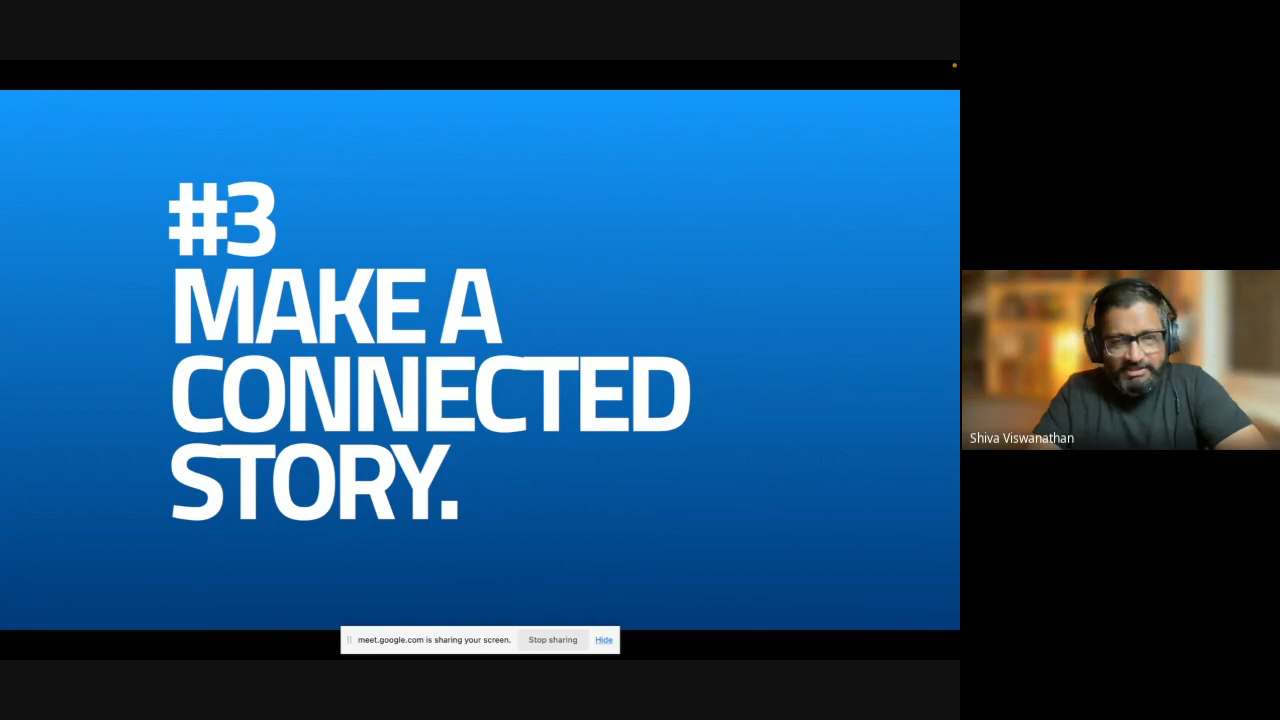 #3
MAKE A
CONNECTED
STORY.
meet.google.com is sharing your screen. Stop sharing Hide
Shiva Viswanathan